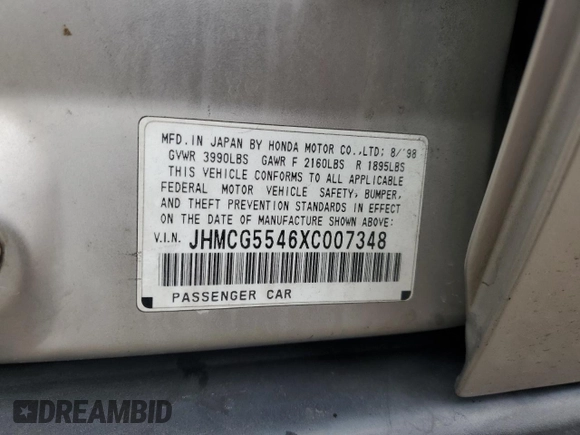 MFD. IN JAPAN BY HONDA MOTOR CO.,LTD; 8/'98
GVWR 3990LBS GAWR F 2160LBS R 1895LBS
THIS VEHICLE CONFORMS TO ALL APPLICABLE
FEDERAL MOTOR VEHICLE SAFETY, BUMPER,
AND THEFT PREVENTION STANDARDS IN EFFECT
ON THE DATE OF MANUFACTURE SHOWN ABOVE:
V.I.N. JHMCG5546XC007348
PASSENGER CAR
DREAMBID